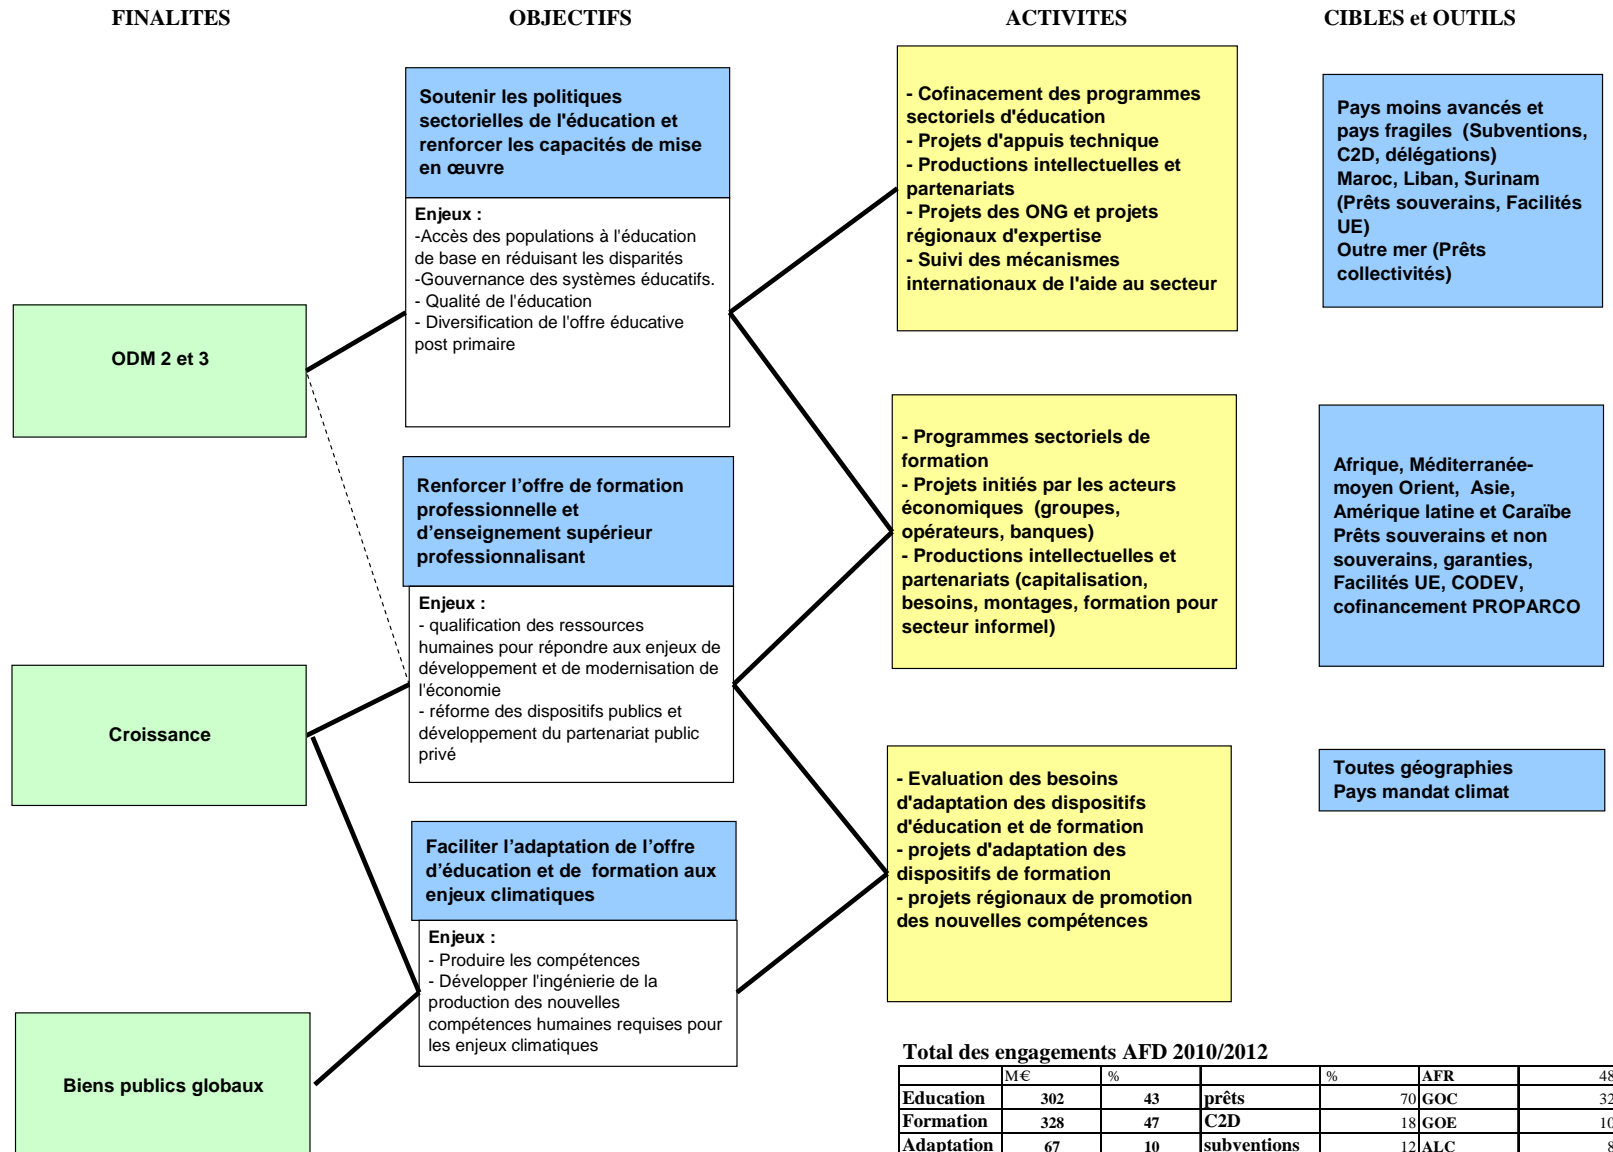 FINALITES OBJECTIFS ACTIVITES CIBLES et OUTILS
ODM 2 et 3
Croissance
Biens publics globaux
Soutenir les politiques
sectorielles de l'éducation et
renforcer les capacités de mise
en œuvre
Enjeux :
-Accès des populations à l'éducation
de base en réduisant les disparités
-Gouvernance des systèmes éducatifs.
- Qualité de l'éducation
- Diversification de l'offre éducative
post primaire
Renforcer l’offre de formation
professionnelle et
d’enseignement supérieur
professionnalisant
Enjeux :
- qualification des ressources
humaines pour répondre aux enjeux de
développement et de modernisation de
l'économie
- réforme des dispositifs publics et
développement du partenariat public
privé
Faciliter l’adaptation de l’offre
d’éducation et de formation aux
enjeux climatiques
Enjeux :
- Produire les compétences
- Développer l'ingénierie de la
production des nouvelles
compétences humaines requises pour
les enjeux climatiques
- Cofinacement des programmes
sectoriels d'éducation
- Projets d'appuis technique
- Productions intellectuelles et
partenariats
- Projets des ONG et projets
régionaux d'expertise
- Suivi des mécanismes
internationaux de l'aide au secteur
- Programmes sectoriels de
formation
- Projets initiés par les acteurs
économiques (groupes,
opérateurs, banques)
- Productions intellectuelles et
partenariats (capitalisation,
besoins, montages, formation pour
secteur informel)
- Evaluation des besoins
d'adaptation des dispositifs
d'éducation et de formation
- projets d'adaptation des
dispositifs de formation
- projets régionaux de promotion
des nouvelles compétences
Pays moins avancés et
pays fragiles (Subventions,
C2D, délégations)
Maroc, Liban, Surinam
(Prêts souverains, Facilités
UE)
Outre mer (Prêts
collectivités)
Afrique, Méditerranée-
moyen Orient, Asie,
Amérique latine et Caraïbe
Prêts souverains et non
souverains, garanties,
Facilités UE, CODEV,
cofinancement PROPARCO
Toutes géographies
Pays mandat climat
Total des engagements AFD 2010/2012
M€ % % AFR 48
Education 302 43 prêts 70 GOC 32
Formation 328 47 C2D 18 GOE 10
Adaptation 67 10 subventions 12 ALC 8